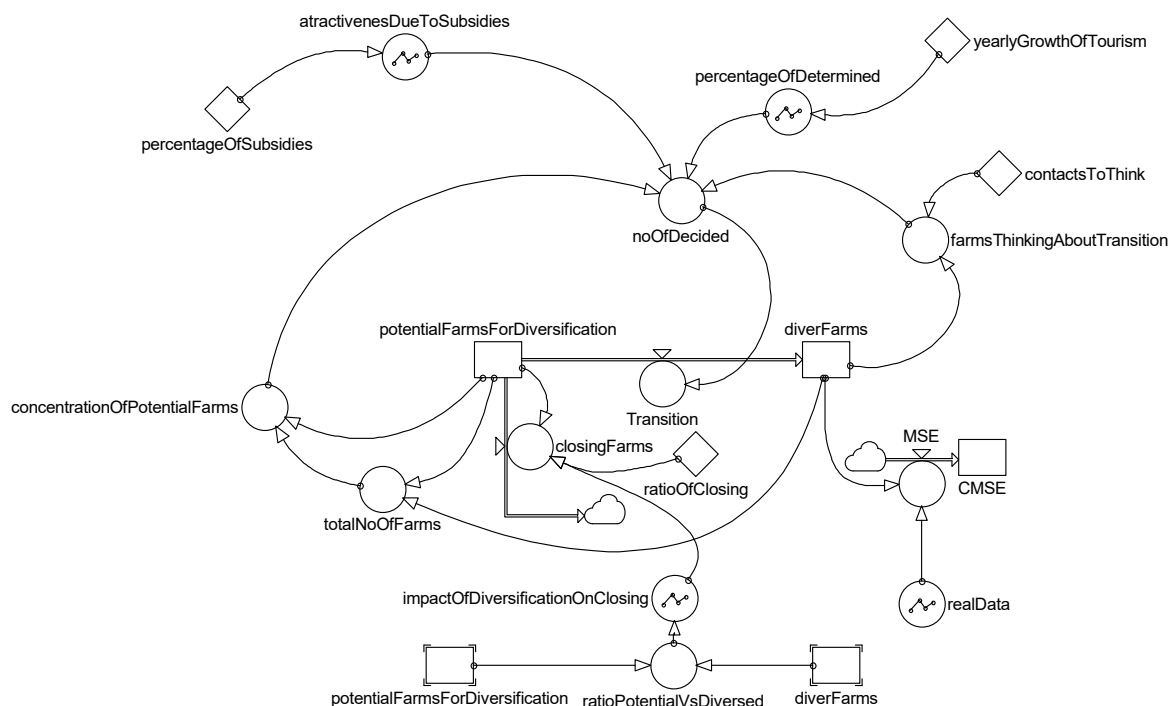 atractivenesDueToSubsidies
yearlyGrowthOfTourism
percentageOfDetermined
percentageOfSubsidies
contactsToThink
noOfDecided
farmsThinkingAboutTransition
potentialFarmsForDiversification
diverFarms
concentrationOfPotentialFarms
Transition
closingFarms
MSE
ratioOfClosing
CMSE
totalNoOfFarms
impactOfDiversificationOnClosing
realData
potentialFarmsForDiversification
ratioPotentialVsDiversed
diverFarms